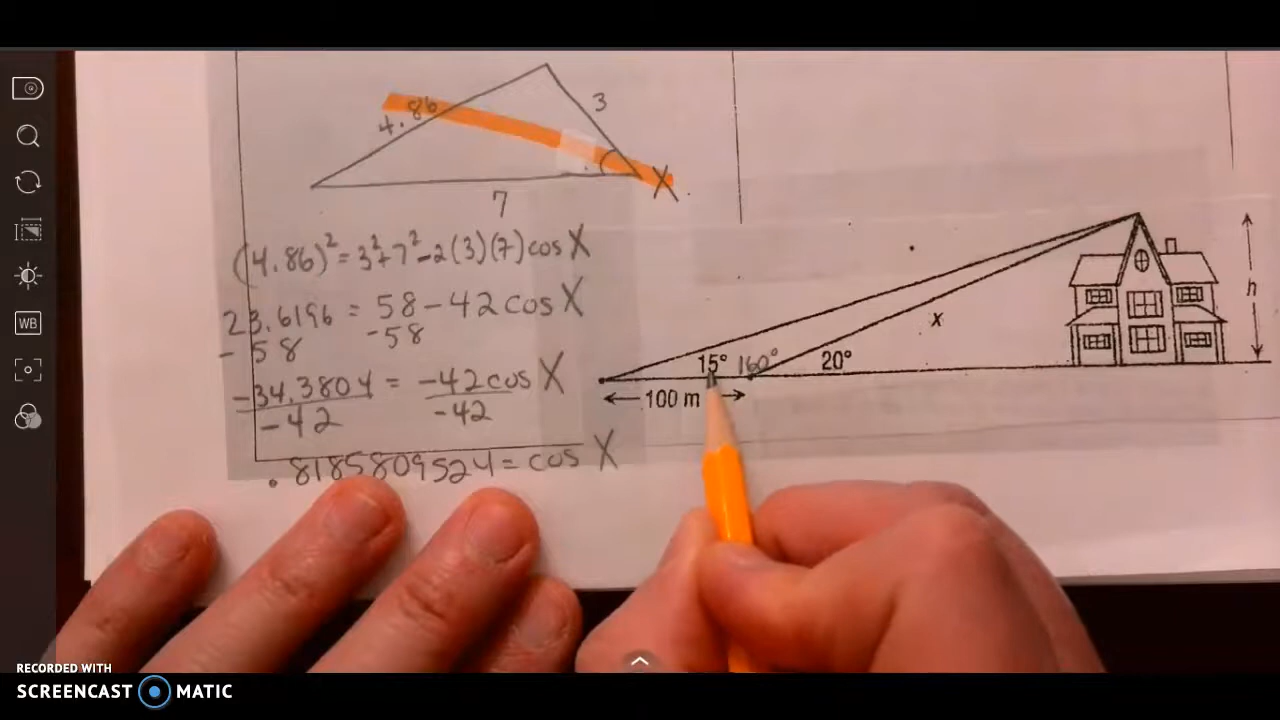 4.86
3
7
X
(4.86)² = 3² + 7² - 2(3)(7) cos X
23.6196 = 58 - 42 cos X
- 58 -58
-34.3804 = -42 cos X
-42 -42
.8185809524 = cos X
h
x
15° 160° 20°
100 m
WB
RECORDED WITH
SCREENCAST MATIC